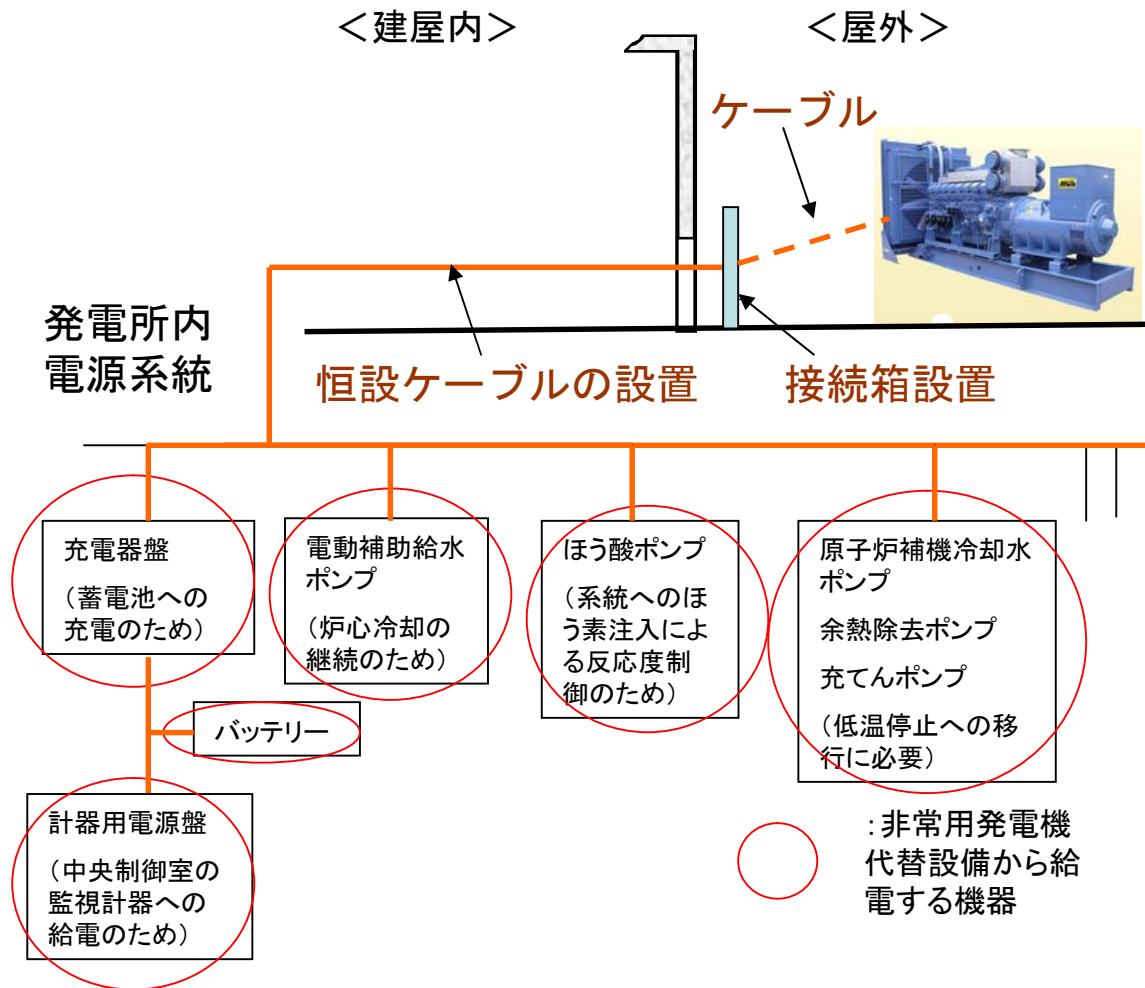 ＜建屋内＞
＜屋外＞
ケーブル
発電所内
電源系統
恒設ケーブルの設置
接続箱設置
充電器盤
（蓄電池への
充電のため）
電動補助給水
ポンプ
（炉心冷却の
継続のため）
ほう酸ポンプ
（系統へのほ
う素注入によ
る反応度制
御のため）
原子炉補機冷却水
ポンプ
余熱除去ポンプ
充てんポンプ
（低温停止への移
行に必要）
バッテリー
計器用電源盤
（中央制御室の
監視計器への
給電のため）
：非常用発電機
代替設備から給
電する機器